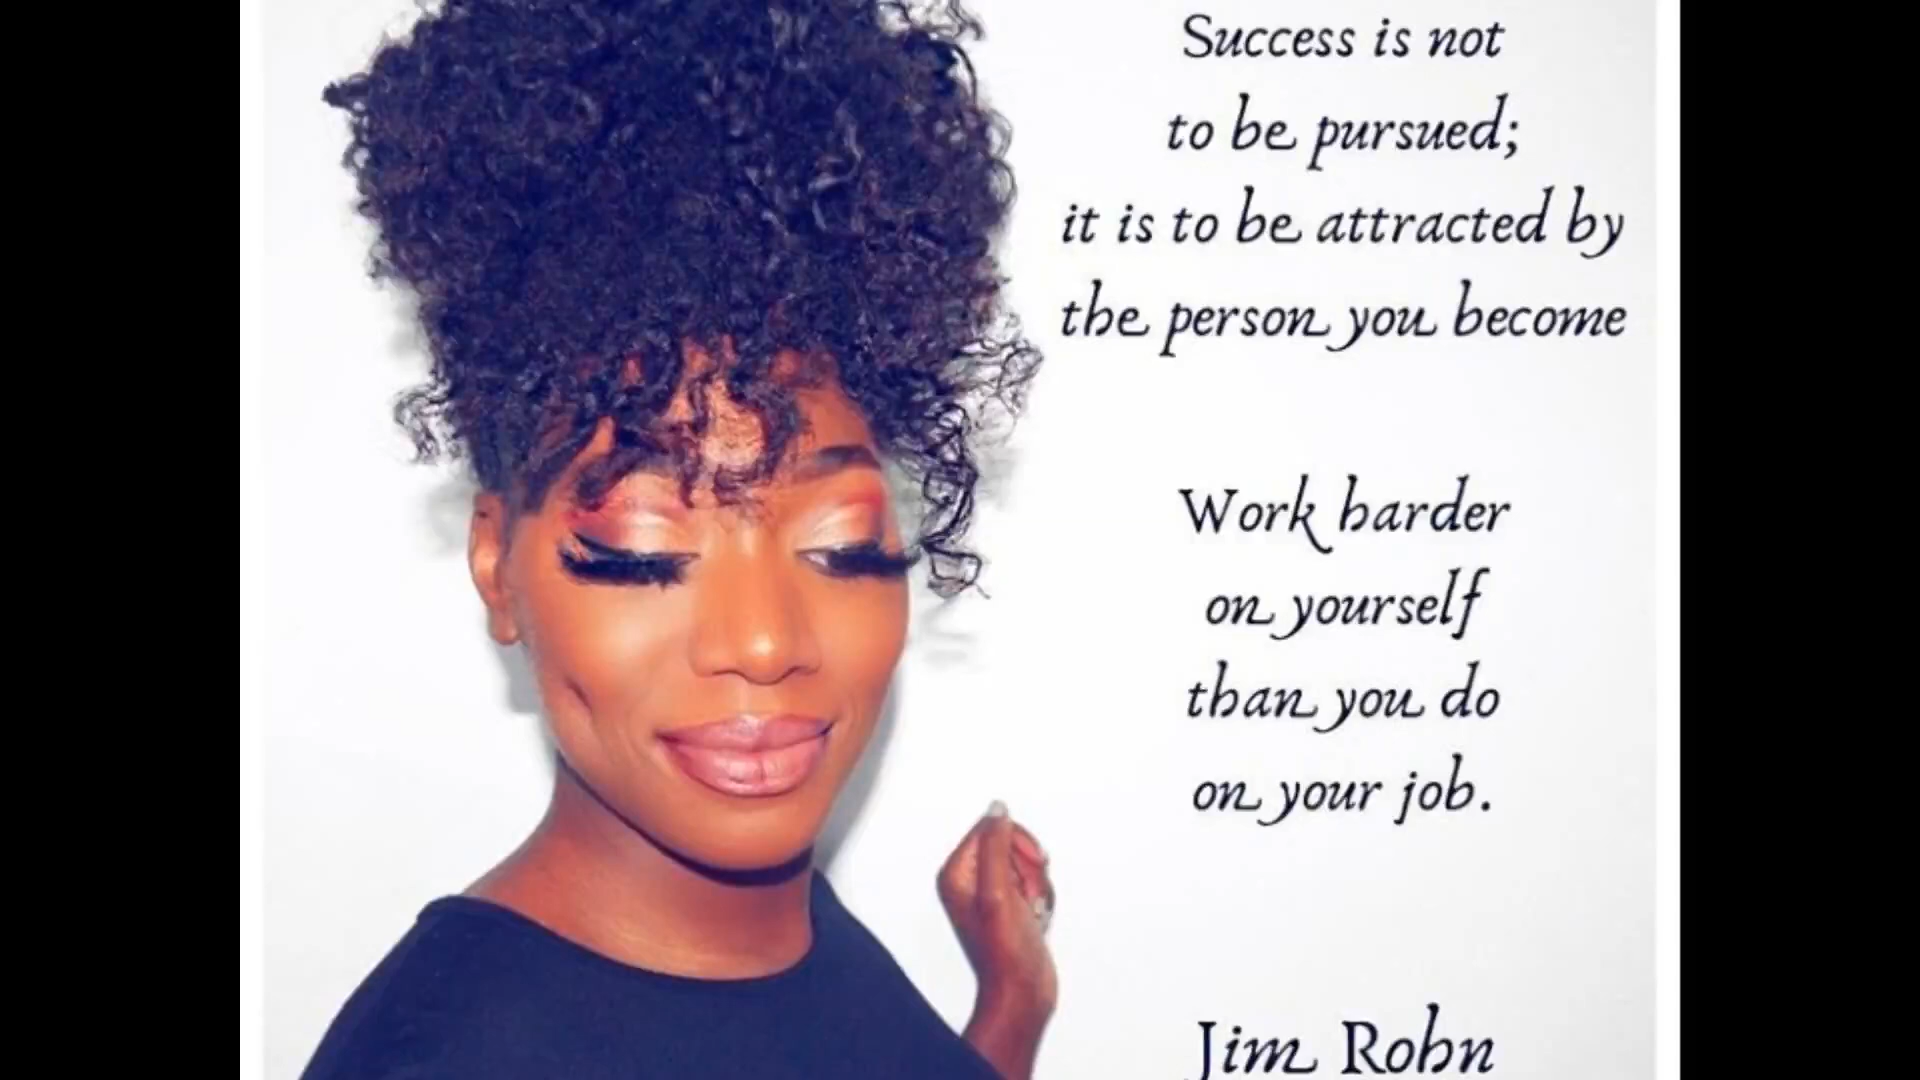 Success is not
to be pursued;
it is to be attracted by
the person you become
Work harder
on yourself
than you do
on your job.
Jim Rohn